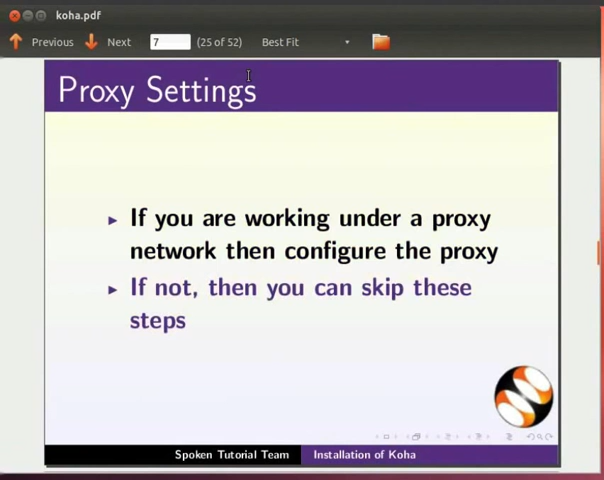 koha.pdf
Previous Next 7 (25 of 52) Best Fit
Proxy Settings
If you are working under a proxy
network then configure the proxy
If not, then you can skip these
steps
Spoken Tutorial Team Installation of Koha